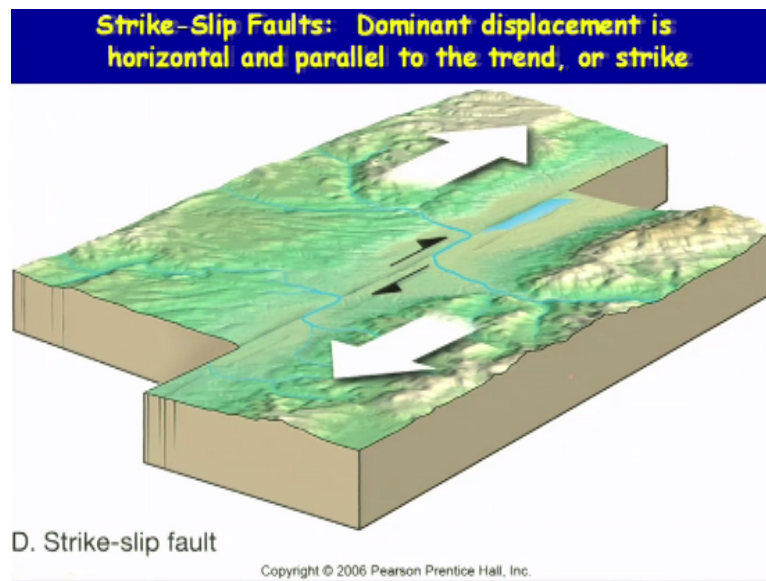 Strike-Slip Faults: Dominant displacement is
horizontal and parallel to the trend, or strike
D. Strike-slip fault
Copyright © 2006 Pearson Prentice Hall, Inc.